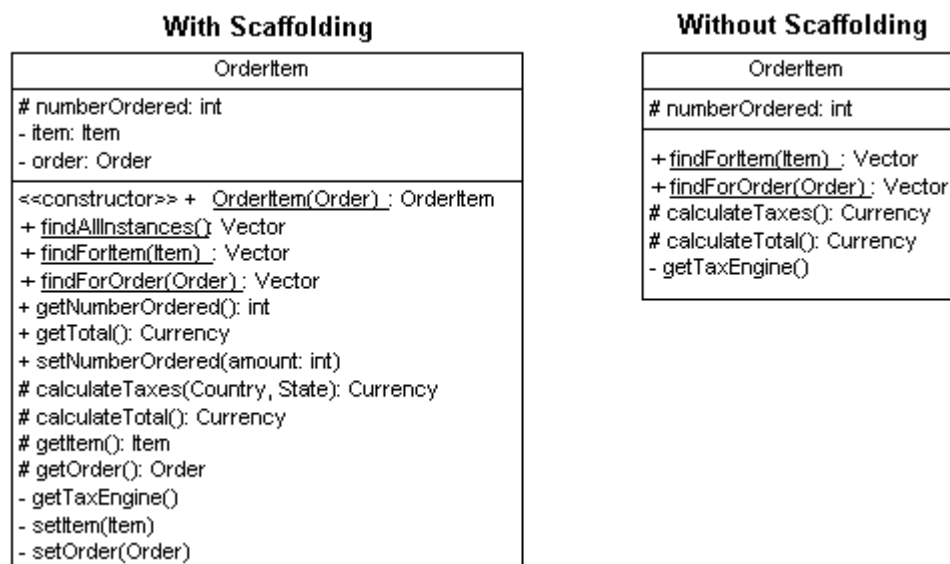 With Scaffolding
OrderItem
# numberOrdered: int
- item: Item
- order: Order
<<constructor>> + OrderItem(Order) : OrderItem
+ findAllInstances(): Vector
+ findForItem(Item) : Vector
+ findForOrder(Order) : Vector
+ getNumberOrdered(): int
+ getTotal(): Currency
+ setNumberOrdered(amount: int)
# calculateTaxes(Country, State): Currency
# calculateTotal(): Currency
# getItem(): Item
# getOrder(): Order
- getTaxEngine()
- setItem(Item)
- setOrder(Order)
Without Scaffolding
OrderItem
# numberOrdered: int
+ findForItem(Item) : Vector
+ findForOrder(Order) : Vector
# calculateTaxes(): Currency
# calculateTotal(): Currency
- getTaxEngine()